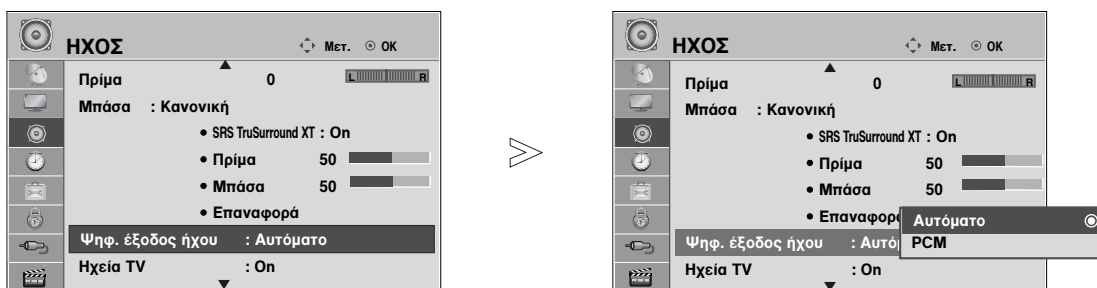 ΗΧΟΣ Μετ. OK
Πρίμα 0 L R
Μπάσα : Κανονική
• SRS TruSurround XT : On
• Πρίμα 50
• Μπάσα 50
• Επαναφορά
Ψηφ. έξοδος ήχου : Αυτόματο
Ηχεία TV : On
ΗΧΟΣ Μετ. OK
Πρίμα 0 L R
Μπάσα : Κανονική
• SRS TruSurround XT : On
• Πρίμα 50
• Μπάσα 50
• Επαναφορ
Αυτόματο
Ψηφ. έξοδος ήχου : Αυτό
PCM
Ηχεία TV : On